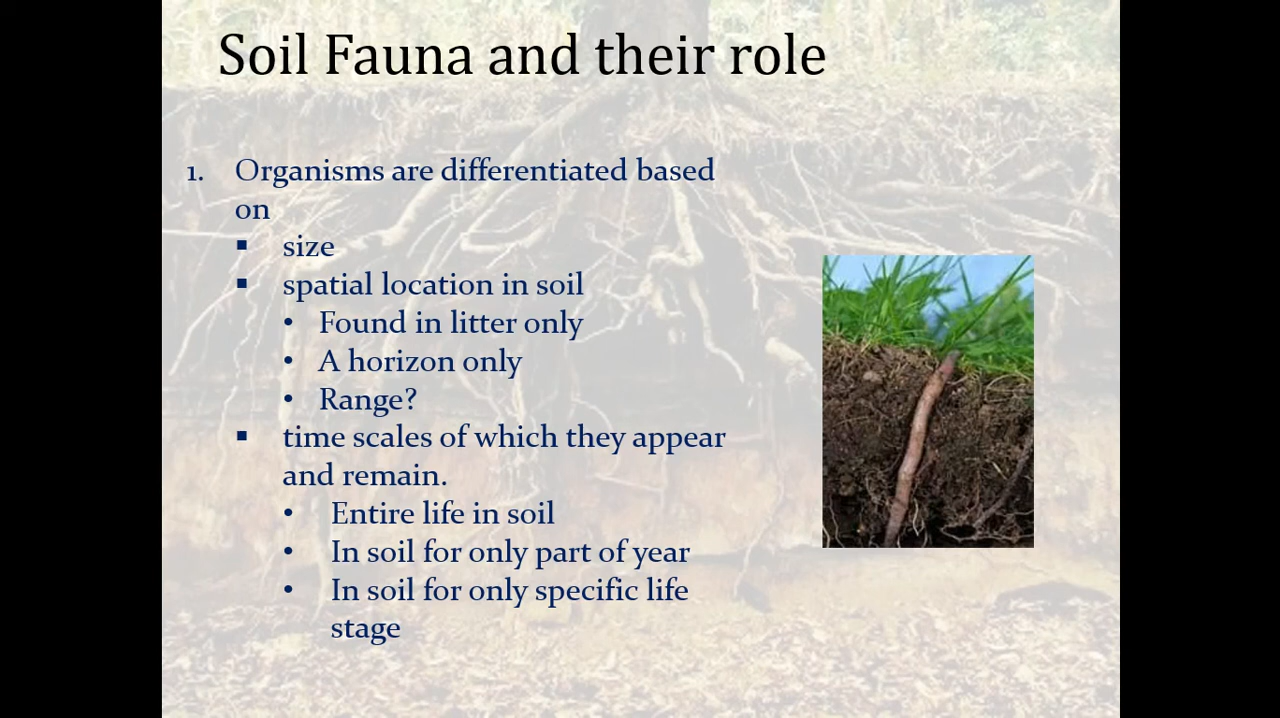 Soil Fauna and their role
1. Organisms are differentiated based
on
▪ size
▪ spatial location in soil
• Found in litter only
• A horizon only
• Range?
▪ time scales of which they appear
and remain.
• Entire life in soil
• In soil for only part of year
• In soil for only specific life
stage